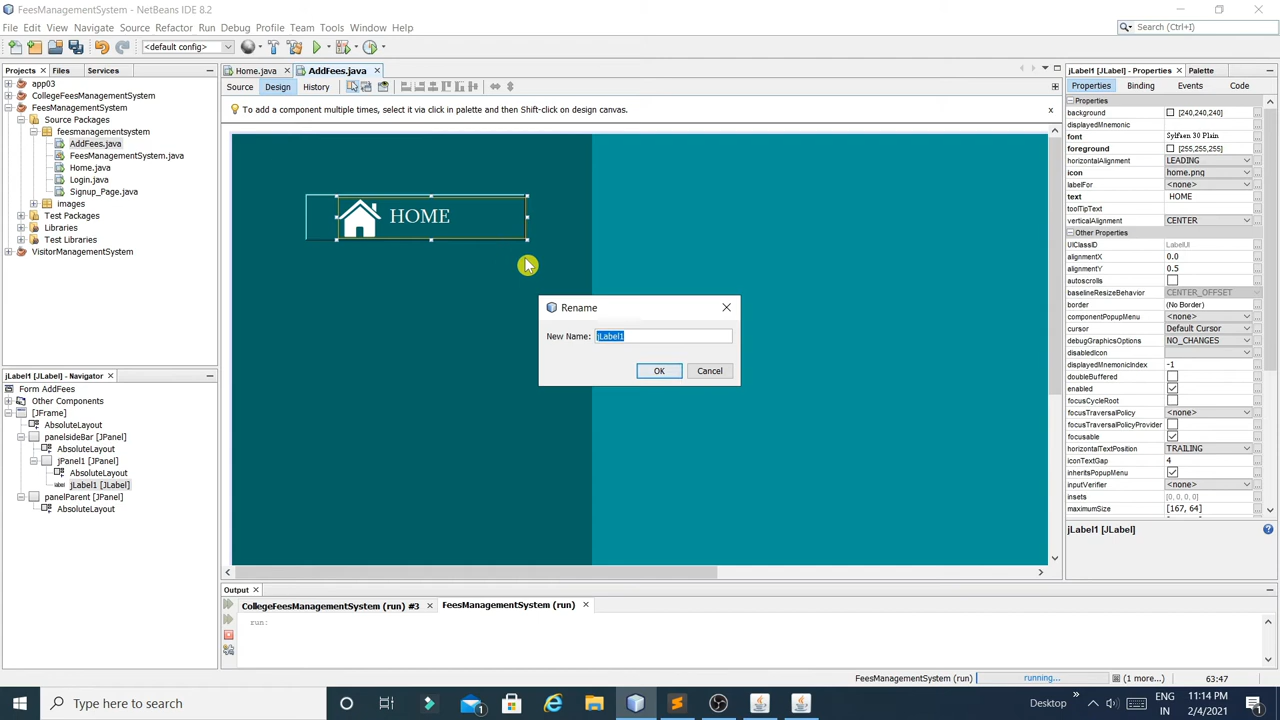 FeesManagementSystem - NetBeans IDE 8.2
File Edit View Navigate Source Refactor Run Debug Profile Team Tools Window Help
Search (Ctrl+I)
<default config>
Projects Files Services
app03
CollegeFeesManagementSystem
FeesManagementSystem
Source Packages
feesmanagementsystem
AddFees.java
FeesManagementSystem.java
Home.java
Login.java
Signup_Page.java
images
Test Packages
Libraries
Test Libraries
VisitorManagementSystem
jLabel1 [JLabel] - Navigator
Form AddFees
Other Components
[JFrame]
AbsoluteLayout
panelsideBar [JPanel]
AbsoluteLayout
jPanel1 [JPanel]
AbsoluteLayout
jLabel1 [JLabel]
panelParent [JPanel]
AbsoluteLayout
Home.java AddFees.java
Source Design History
To add a component multiple times, select it via click in palette and then Shift-click on design canvas.
HOME
Rename
New Name: jLabel1
OK Cancel
Output
CollegeFeesManagementSystem (run) #3 FeesManagementSystem (run)
run:
jLabel1 [JLabel] - Properties Palette
Properties Binding Events Code
Properties
background [240,240,240]
displayedMnemonic
font Sylfaen 30 Plain
foreground [255,255,255]
horizontalAlignment LEADING
icon home.png
labelFor <none>
text HOME
toolTipText
verticalAlignment CENTER
Other Properties
UIClassID LabelUI
alignmentX 0.0
alignmentY 0.5
autoscrolls
baselineResizeBehavior CENTER_OFFSET
border (No Border)
componentPopupMenu <none>
cursor Default Cursor
debugGraphicsOptions NO_CHANGES
disabledIcon
displayedMnemonicIndex -1
doubleBuffered
enabled
focusCycleRoot
focusTraversalPolicy <none>
focusTraversalPolicyProvider
focusable
horizontalTextPosition TRAILING
iconTextGap 4
inheritsPopupMenu
inputVerifier <none>
insets [0, 0, 0, 0]
maximumSize [167, 64]
jLabel1 [JLabel]
FeesManagementSystem (run) running... (1 more...) 63:47
Type here to search
Desktop
ENG
IN
11:14 PM
2/4/2021